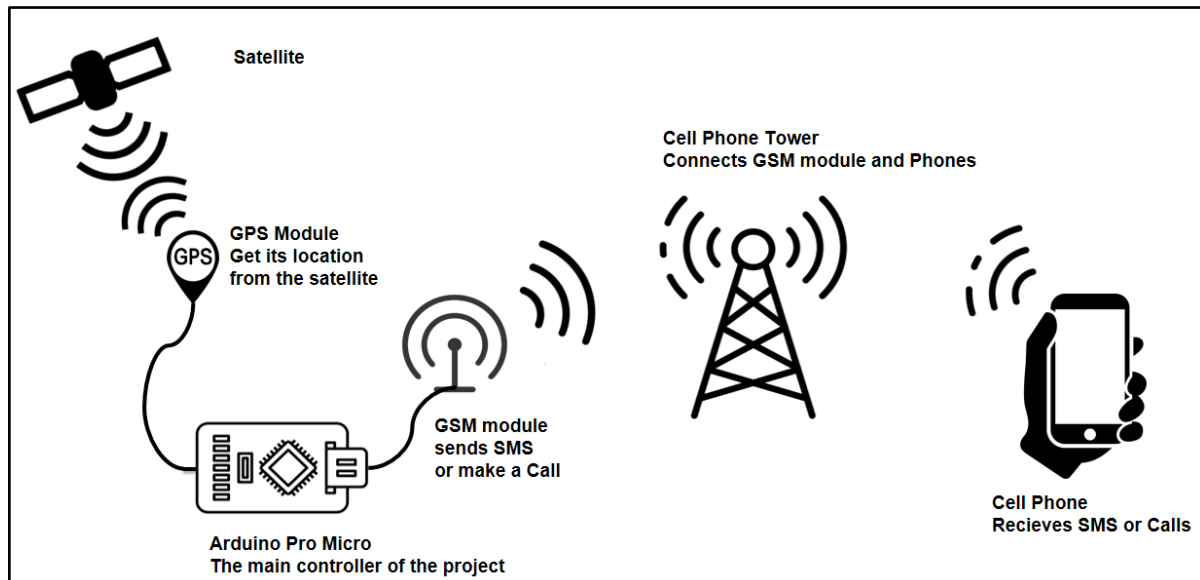 Satellite
Cell Phone Tower
Connects GSM module and Phones
GPS Module
Get its location
from the satellite
GPS
GSM module
sends SMS
or make a Call
Cell Phone
Recieves SMS or Calls
Arduino Pro Micro
The main controller of the project